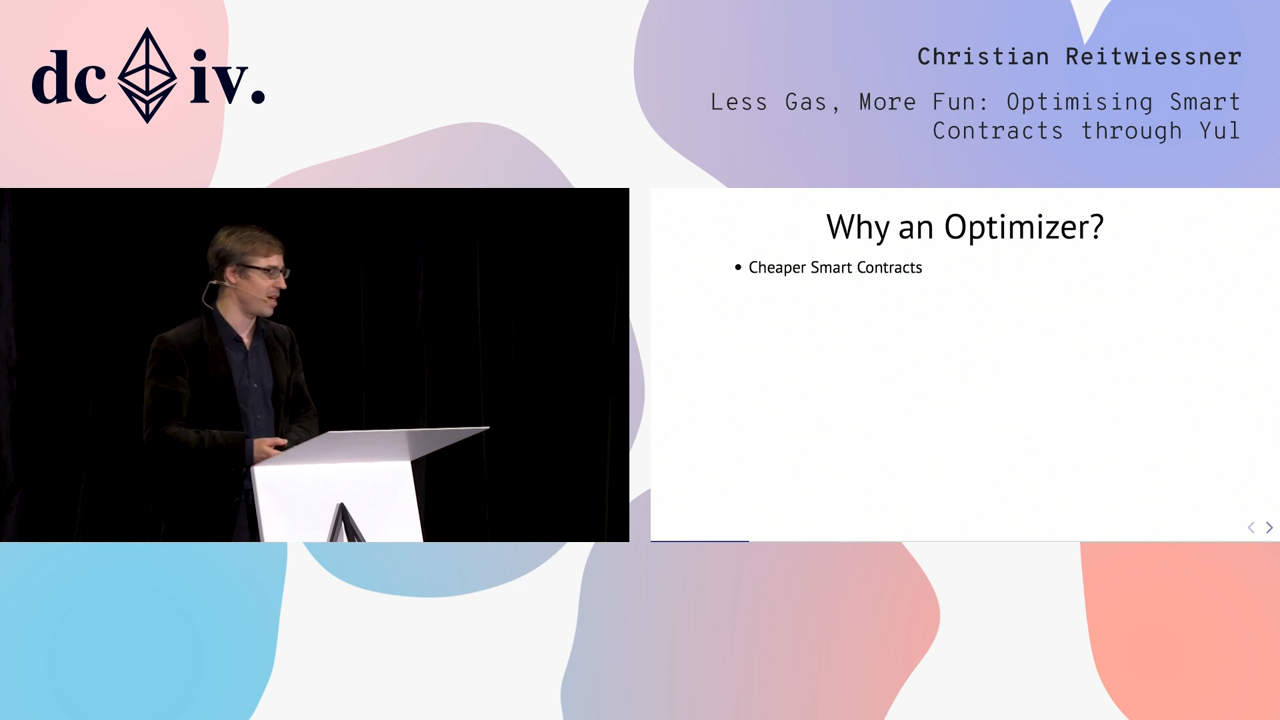 dc iv.
Christian Reitwiessner
Less Gas, More Fun: Optimising Smart
Contracts through Yul
Why an Optimizer?
• Cheaper Smart Contracts